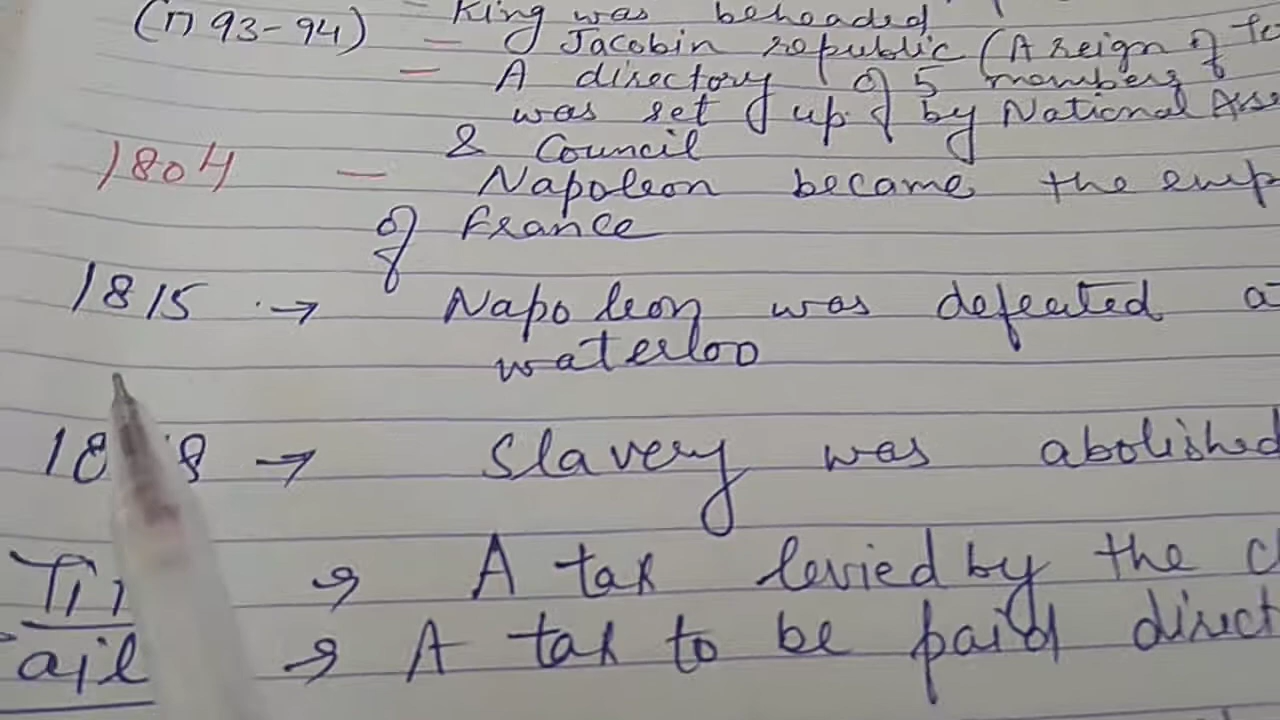 (1793-94) King was beheaded
- Jacobin republic (A reign of
- A directory of 5 members
was set up by National
& Council
1804 - Napoleon became the
of France
1815 → Napoleon was defeated
waterloo
→ Slavery was abolished
→ A tax levied by the
→ A tax to be paid